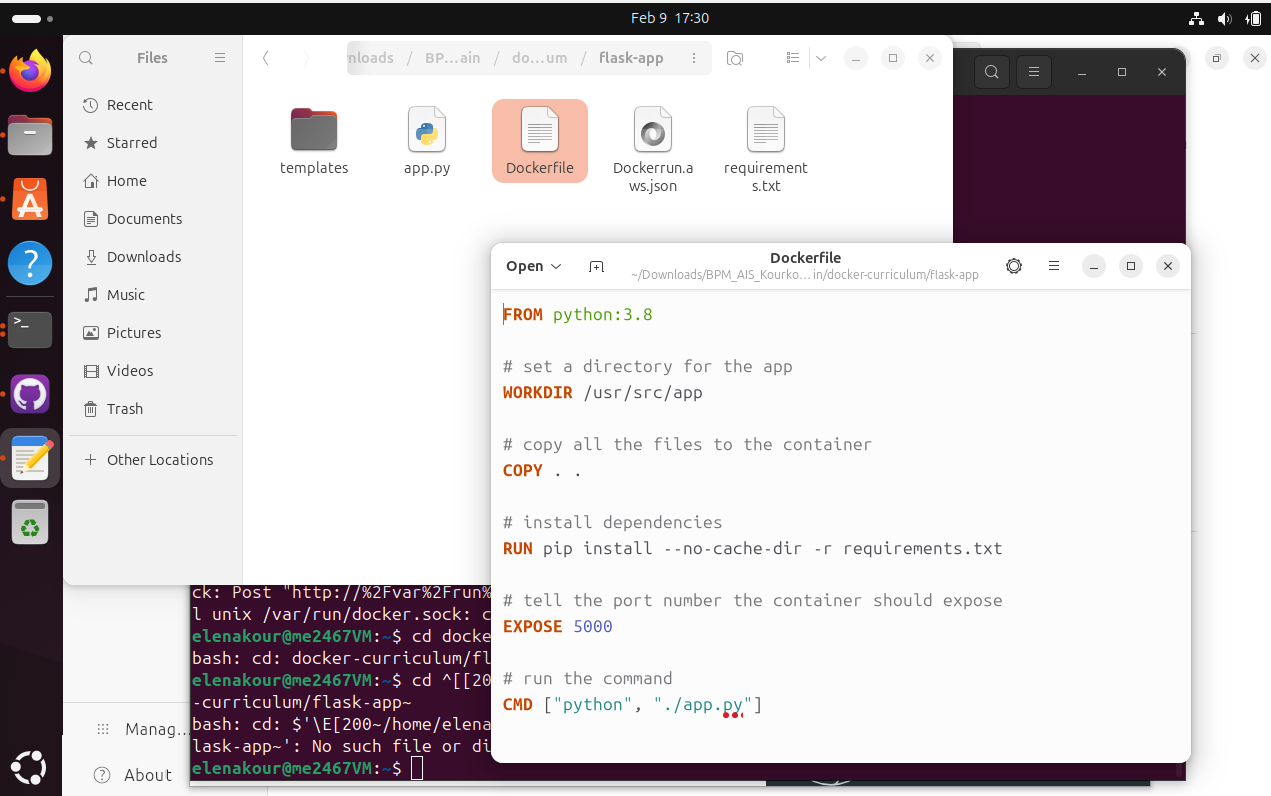 Feb 9 17:30
Files
nloads / BP...ain / do...um / flask-app
Recent
Starred
Home
Documents
Downloads
Music
Pictures
Videos
Trash
Other Locations
templates
app.py
Dockerfile
Dockerrun.a
ws.json
requirement
s.txt
Open
Dockerfile
~/Downloads/BPM_AIS_Kourko...in/docker-curriculum/flask-app
FROM python:3.8
# set a directory for the app
WORKDIR /usr/src/app
# copy all the files to the container
COPY . .
# install dependencies
RUN pip install --no-cache-dir -r requirements.txt
# tell the port number the container should expose
EXPOSE 5000
# run the command
CMD ["python", "./app.py"]
ck: Post "http://%2Fvar%2Frun%
l unix /var/run/docker.sock: c
elenakour@me2467VM:~$ cd docke
bash: cd: docker-curriculum/fl
elenakour@me2467VM:~$ cd ^[[20
-curriculum/flask-app~
bash: cd: $'\E[200~/home/elena
lask-app~': No such file or di
elenakour@me2467VM:~$
Manag...
About